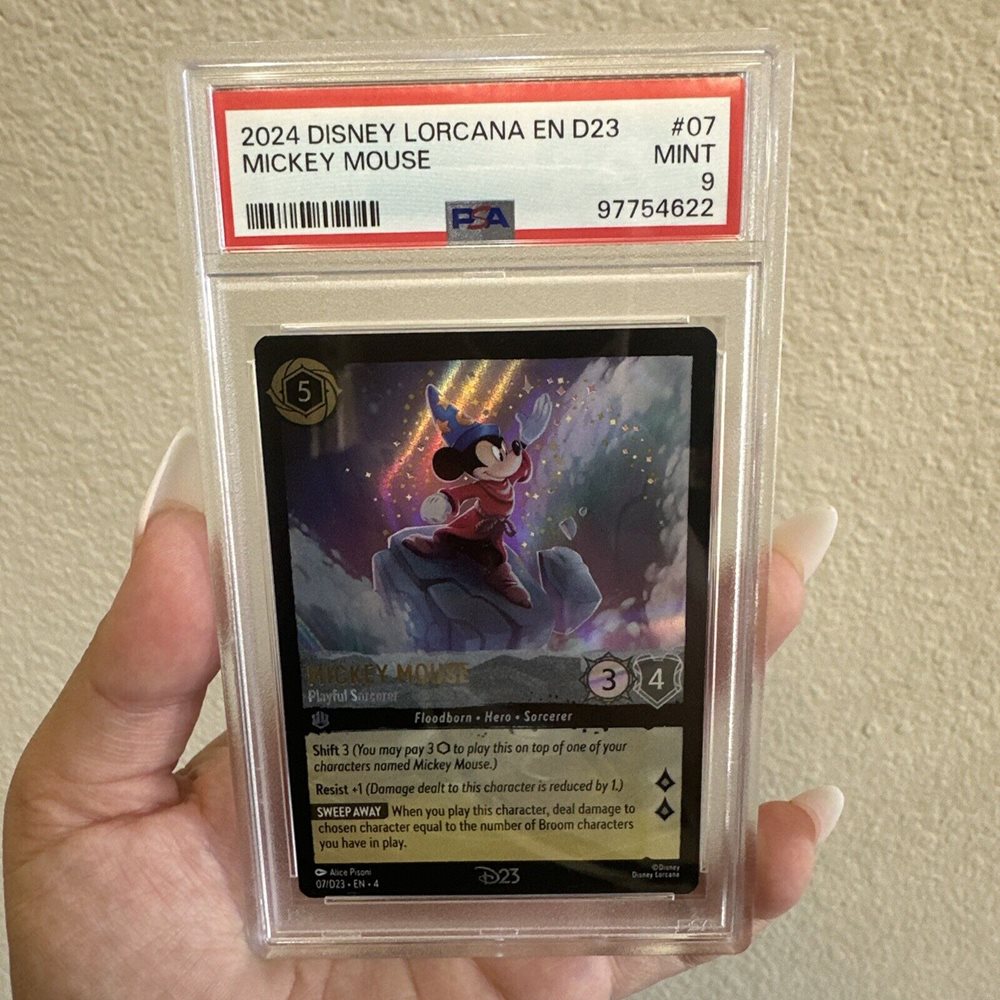 2024 DISNEY LORCANA EN D23 #07
MICKEY MOUSE MINT
9
PSA 97754622
5
MICKEY MOUSE
Playful Sorcerer
3 4
Floodborn • Hero • Sorcerer
Shift 3 (You may pay 3 to play this on top of one of your
characters named Mickey Mouse.)
Resist +1 (Damage dealt to this character is reduced by 1.)
SWEEP AWAY When you play this character, deal damage to
chosen character equal to the number of Broom characters
you have in play.
Alice Pisoni
07/D23 • EN • 4
D23
©Disney
Disney Lorcana